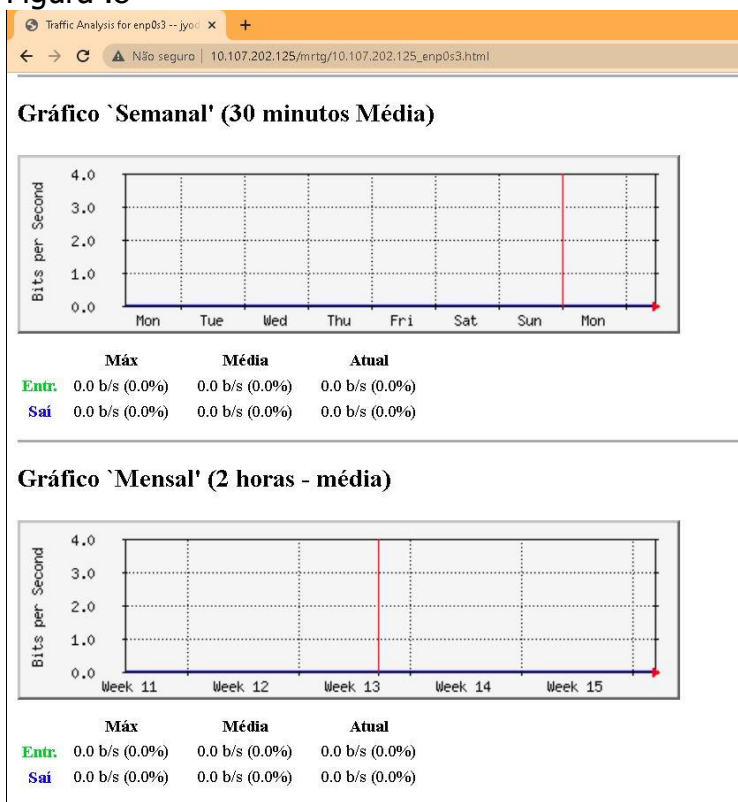 Traffic Analysis for enp0s3 -- jyod
Não seguro | 10.107.202.125/mrtg/10.107.202.125_enp0s3.html
Gráfico `Semanal' (30 minutos Média)
Bits per Second
4.0
3.0
2.0
1.0
0.0
Mon Tue Wed Thu Fri Sat Sun Mon
Máx Média Atual
Entr. 0.0 b/s (0.0%) 0.0 b/s (0.0%) 0.0 b/s (0.0%)
Saí 0.0 b/s (0.0%) 0.0 b/s (0.0%) 0.0 b/s (0.0%)
Gráfico `Mensal' (2 horas - média)
Bits per Second
4.0
3.0
2.0
1.0
0.0
Week 11 Week 12 Week 13 Week 14 Week 15
Máx Média Atual
Entr. 0.0 b/s (0.0%) 0.0 b/s (0.0%) 0.0 b/s (0.0%)
Saí 0.0 b/s (0.0%) 0.0 b/s (0.0%) 0.0 b/s (0.0%)